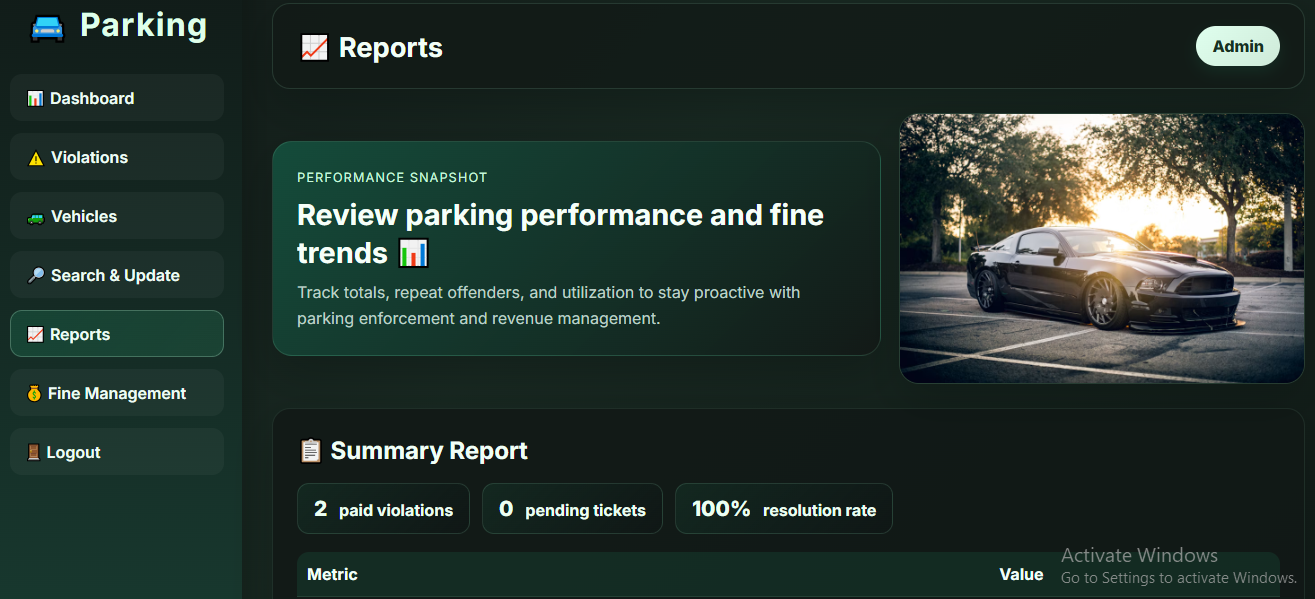 Parking
Dashboard
Violations
Vehicles
Search & Update
Reports
Fine Management
Logout
Reports
Admin
PERFORMANCE SNAPSHOT
Review parking performance and fine
trends
Track totals, repeat offenders, and utilization to stay proactive with
parking enforcement and revenue management.
Summary Report
2 paid violations
0 pending tickets
100% resolution rate
Metric Value
Activate Windows
Go to Settings to activate Windows.